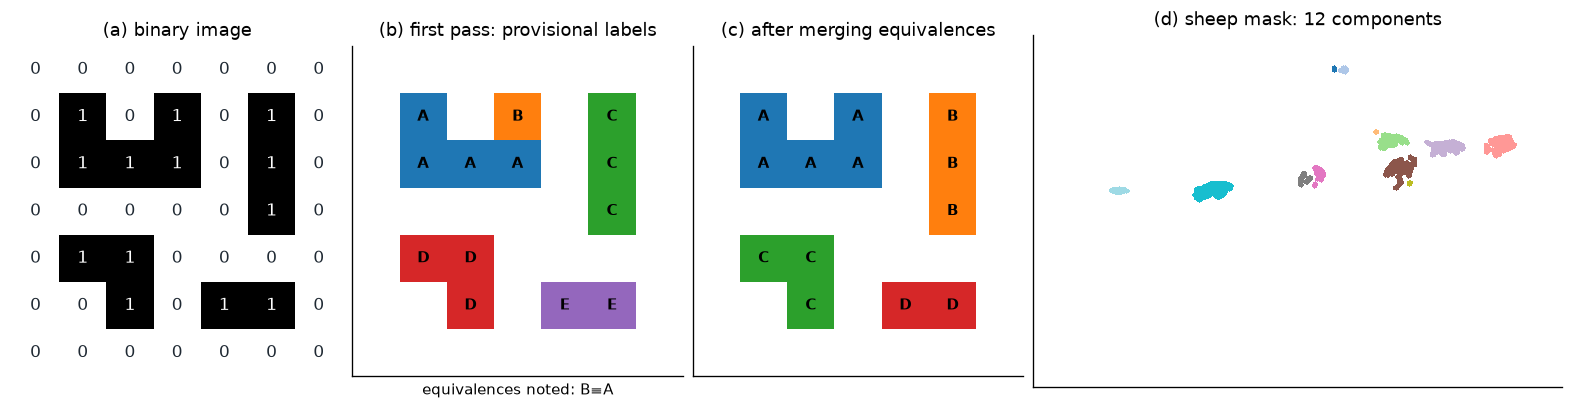 (a) binary image
0 0 0 0 0 0 0
0 1 0 1 0 1 0
0 1 1 1 0 1 0
0 0 0 0 0 1 0
0 1 1 0 0 0 0
0 0 1 0 1 1 0
0 0 0 0 0 0 0
(b) first pass: provisional labels
A B C
A A A C
C
D D
D E E
equivalences noted: B≡A
(c) after merging equivalences
A A B
A A A B
B
C C
C D D
(d) sheep mask: 12 components